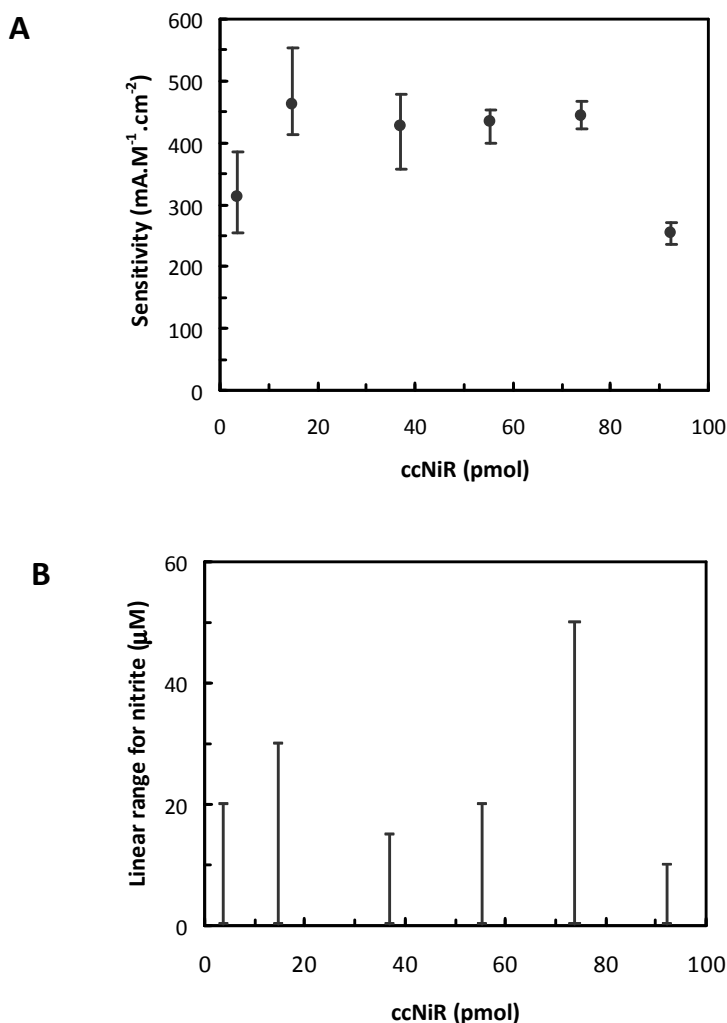 A
Sensitivity (mA.M⁻¹.cm⁻²)
600
500
400
300
200
100
0
0 20 40 60 80 100
ccNiR (pmol)
B
Linear range for nitrite (μM)
60
40
20
0
0 20 40 60 80 100
ccNiR (pmol)